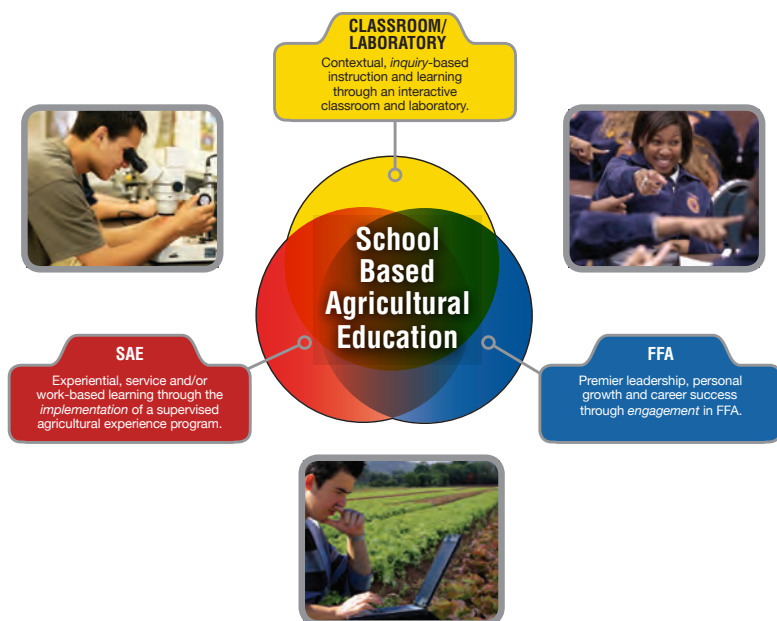 CLASSROOM/
LABORATORY
Contextual, inquiry-based
instruction and learning
through an interactive
classroom and laboratory.
School
Based
Agricultural
Education
SAE
Experiential, service and/or
work-based learning through the
implementation of a supervised
agricultural experience program.
FFA
Premier leadership, personal
growth and career success
through engagement in FFA.